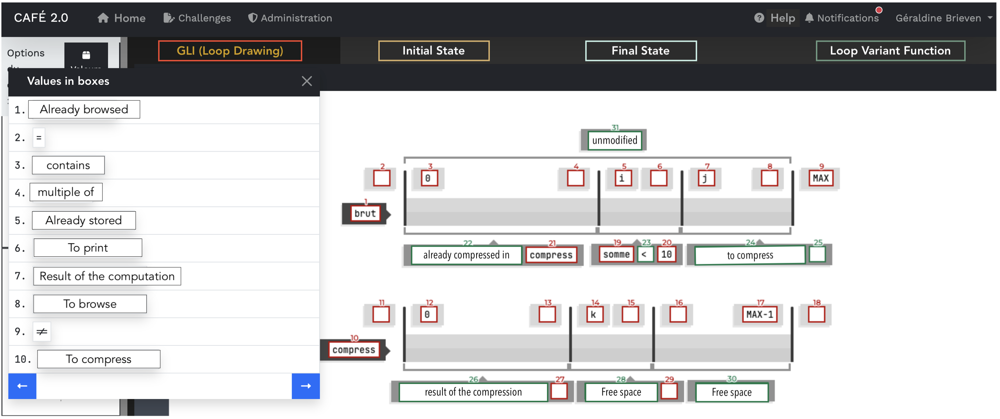 CAFÉ 2.0 Home Challenges Administration Help Notifications Géraldine Brieven
GLI (Loop Drawing) Initial State Final State Loop Variant Function
Options
du
Valeurs
Values in boxes
1. Already browsed
2. =
3. contains
4. multiple of
5. Already stored
6. To print
7. Result of the computation
8. To browse
9. ≠
10. To compress
31
unmodified
2 3 4 5 6 7 8 9
0 i j MAX
1
brut
22 21 19 23 20 24 25
already compressed in compress somme < 10 to compress
11 12 13 14 15 16 17 18
0 k MAX-1
10
compress
26 27 28 29 30
result of the compression Free space Free space